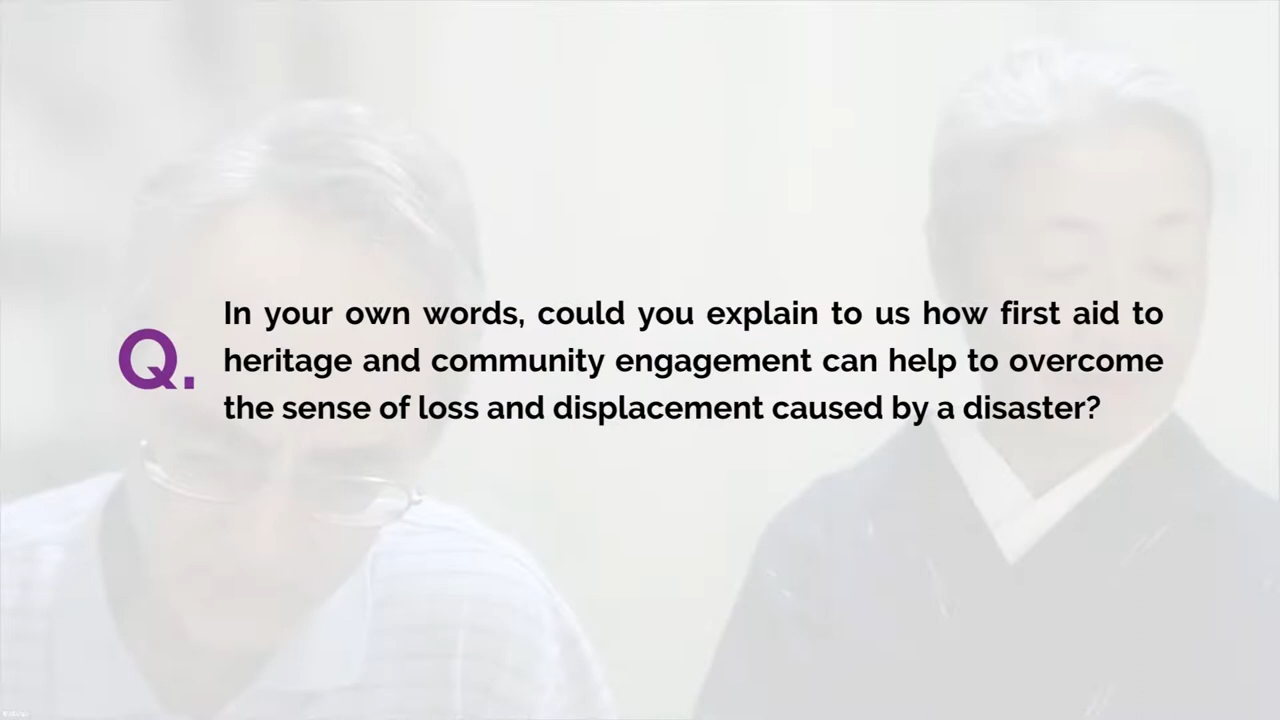 Q.
In your own words, could you explain to us how first aid to
heritage and community engagement can help to overcome
the sense of loss and displacement caused by a disaster?